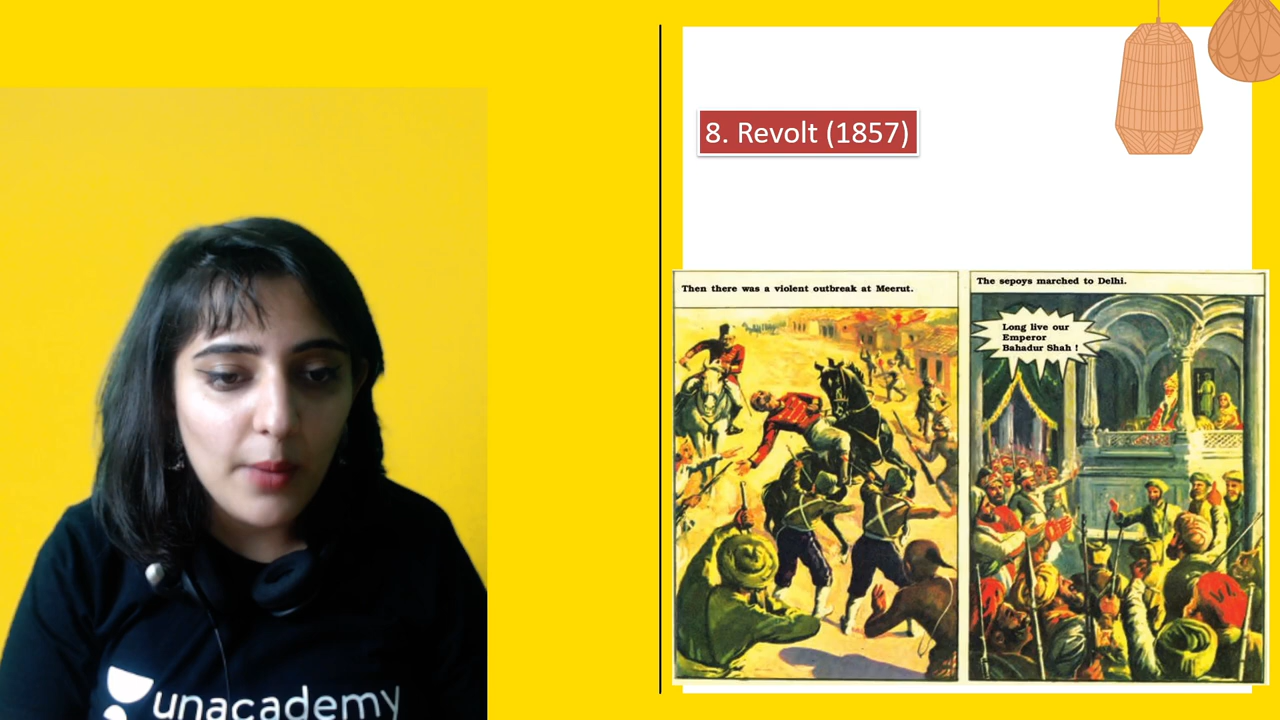 8. Revolt (1857)
Then there was a violent outbreak at Meerut.
The sepoys marched to Delhi.
Long live our
Emperor
Bahadur Shah !
unacademy